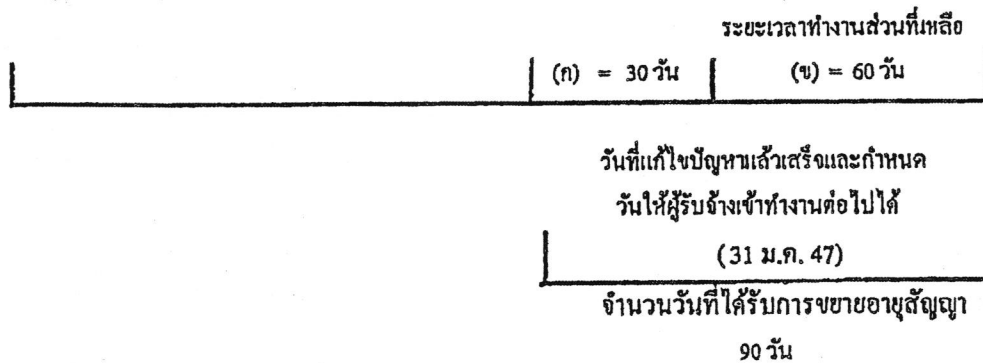 ระยะเวลาทำงานส่วนที่เหลือ
(ก) = 30 วัน (ข) = 60 วัน
วันที่แก้ไขปัญหาแล้วเสร็จและกำหนด
วันให้ผู้รับจ้างเข้าทำงานต่อไปได้
(31 ม.ค. 47)
จำนวนวันที่ได้รับการขยายอายุสัญญา
90 วัน